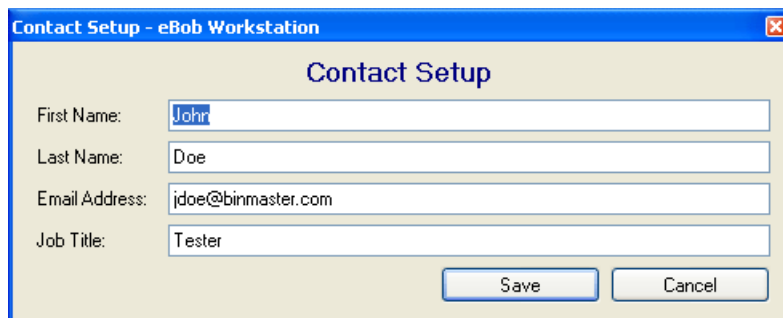 Contact Setup - eBob Workstation
Contact Setup
First Name: John
Last Name: Doe
Email Address: jdoe@binmaster.com
Job Title: Tester
Save Cancel